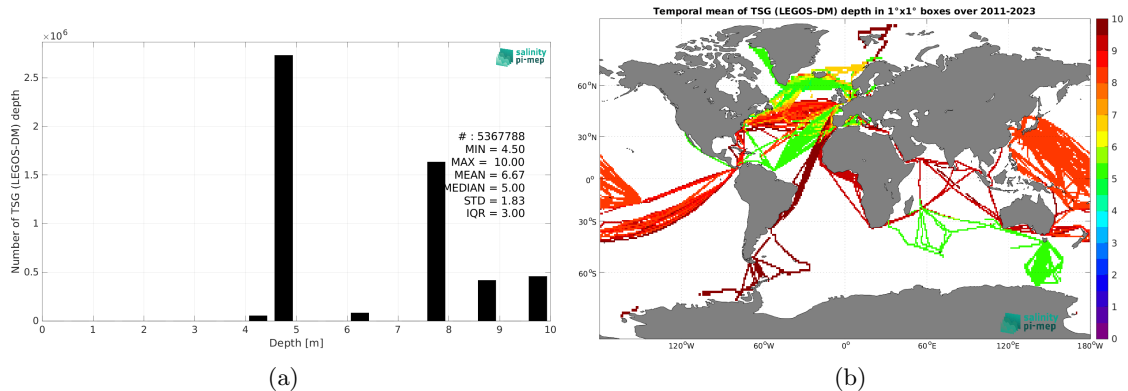 ×10⁶
2.5
2
1.5
1
0.5
0
Number of TSG (LEGOS-DM) depth
salinity
pi-mep
# : 5367788
MIN = 4.50
MAX = 10.00
MEAN = 6.67
MEDIAN = 5.00
STD = 1.83
IQR = 3.00
0 1 2 3 4 5 6 7 8 9 10
Depth [m]
(a)
Temporal mean of TSG (LEGOS-DM) depth in 1°x1° boxes over 2011-2023
60°N
30°N
0°
30°S
60°S
120°W 60°W 0° 60°E 120°E 180°W
salinity
pi-mep
10
9
8
7
6
5
4
3
2
1
0
(b)